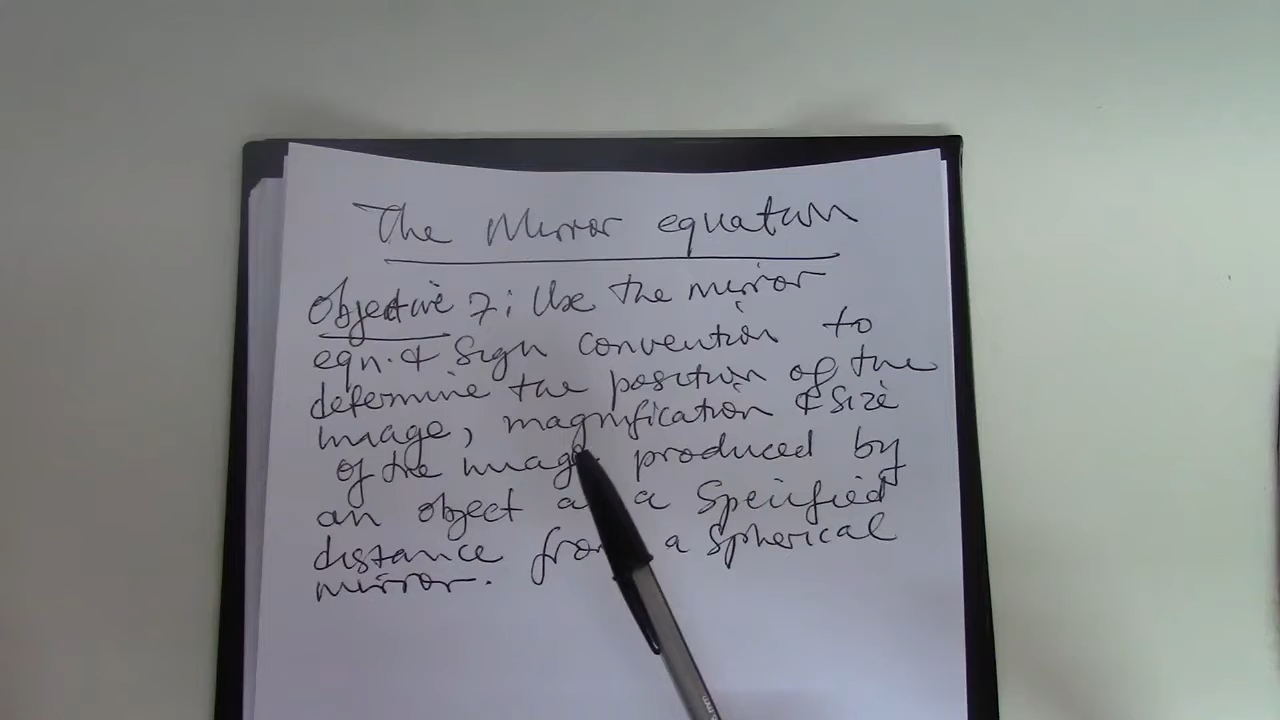 The Mirror equation
Objective 7: Use the mirror
eqn. & Sign convention to
determine the position of the
image, magnification & size
of the image produced by
an object a a Specified
distance from a spherical
mirror.